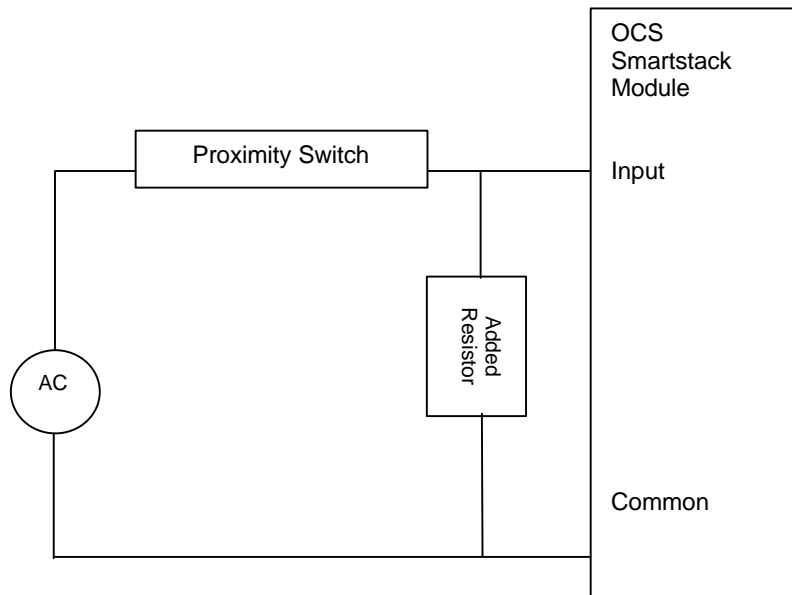 OCS
Smartstack
Module
Proximity Switch
Input
Added
Resistor
AC
Common